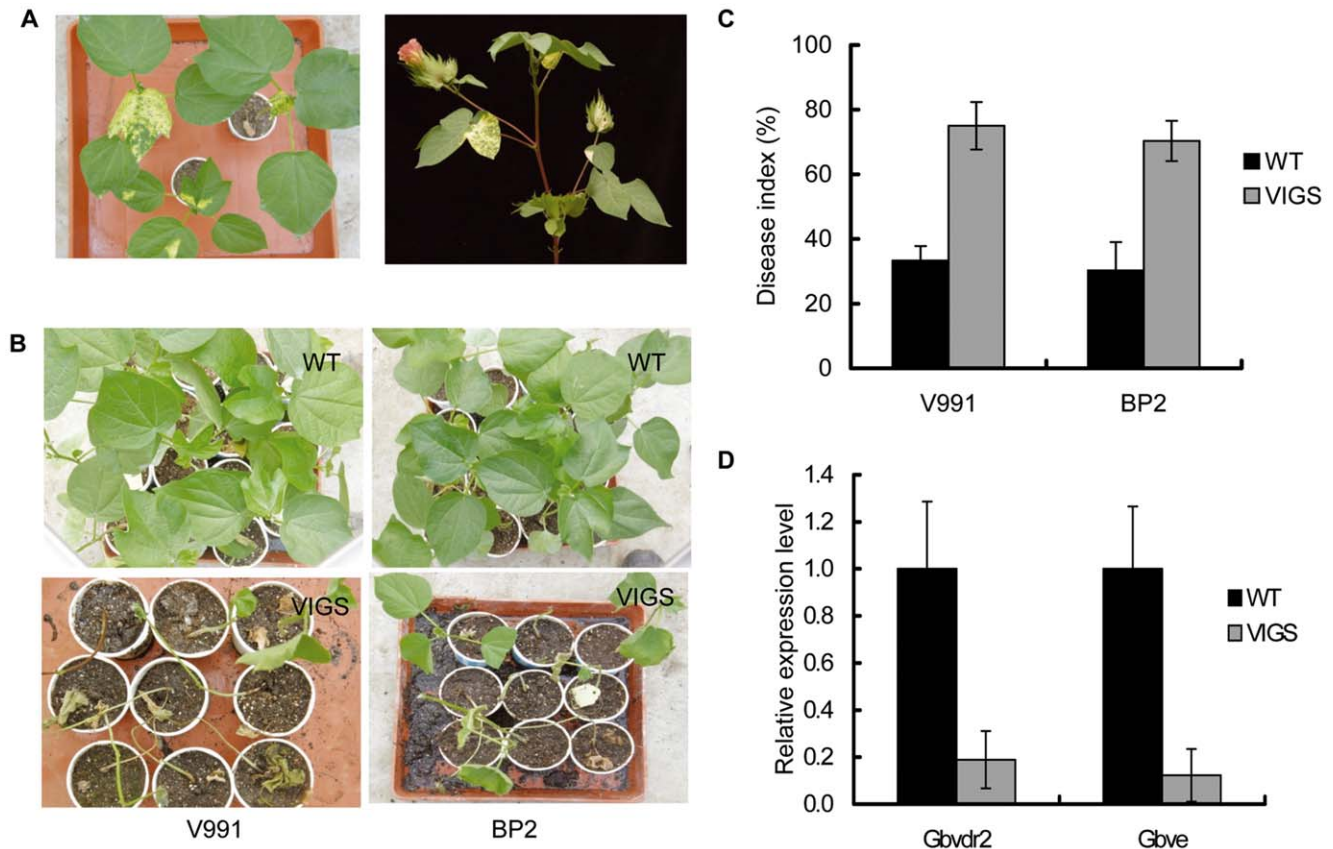 A
B
WT
WT
VIGS
VIGS
V991
BP2
C
Disease index (%)
100
80
60
40
20
0
V991
BP2
WT
VIGS
D
Relative expression level
1.4
1.2
1.0
0.8
0.6
0.4
0.2
0.0
Gbvdr2
Gbve
WT
VIGS